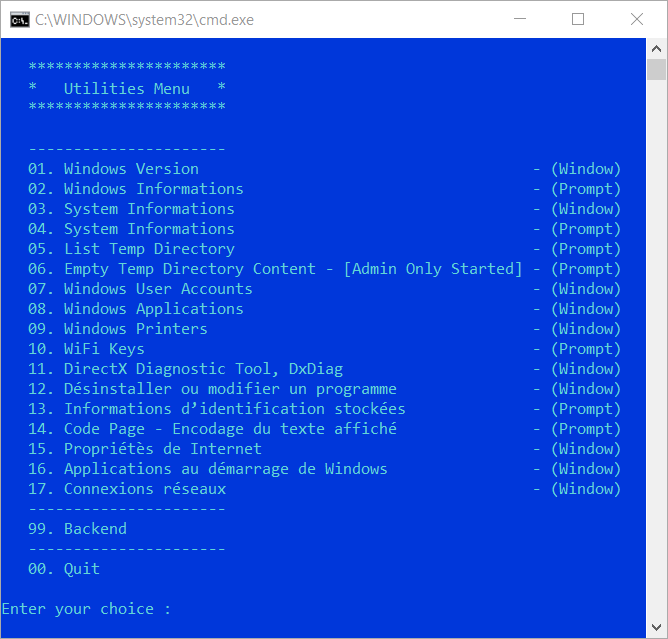 C:\WINDOWS\system32\cmd.exe
**********************
*   Utilities Menu   *
**********************
----------------------
01. Windows Version                                     - (Window)
02. Windows Informations                                - (Prompt)
03. System Informations                                 - (Window)
04. System Informations                                 - (Prompt)
05. List Temp Directory                                 - (Prompt)
06. Empty Temp Directory Content - [Admin Only Started] - (Prompt)
07. Windows User Accounts                               - (Window)
08. Windows Applications                                - (Window)
09. Windows Printers                                    - (Window)
10. WiFi Keys                                           - (Prompt)
11. DirectX Diagnostic Tool, DxDiag                     - (Window)
12. Désinstaller ou modifier un programme               - (Window)
13. Informations d’identification stockées              - (Prompt)
14. Code Page - Encodage du texte affiché               - (Prompt)
15. Propriétès de Internet                              - (Window)
16. Applications au démarrage de Windows                - (Window)
17. Connexions réseaux                                  - (Window)
----------------------
99. Backend
----------------------
00. Quit
Enter your choice :